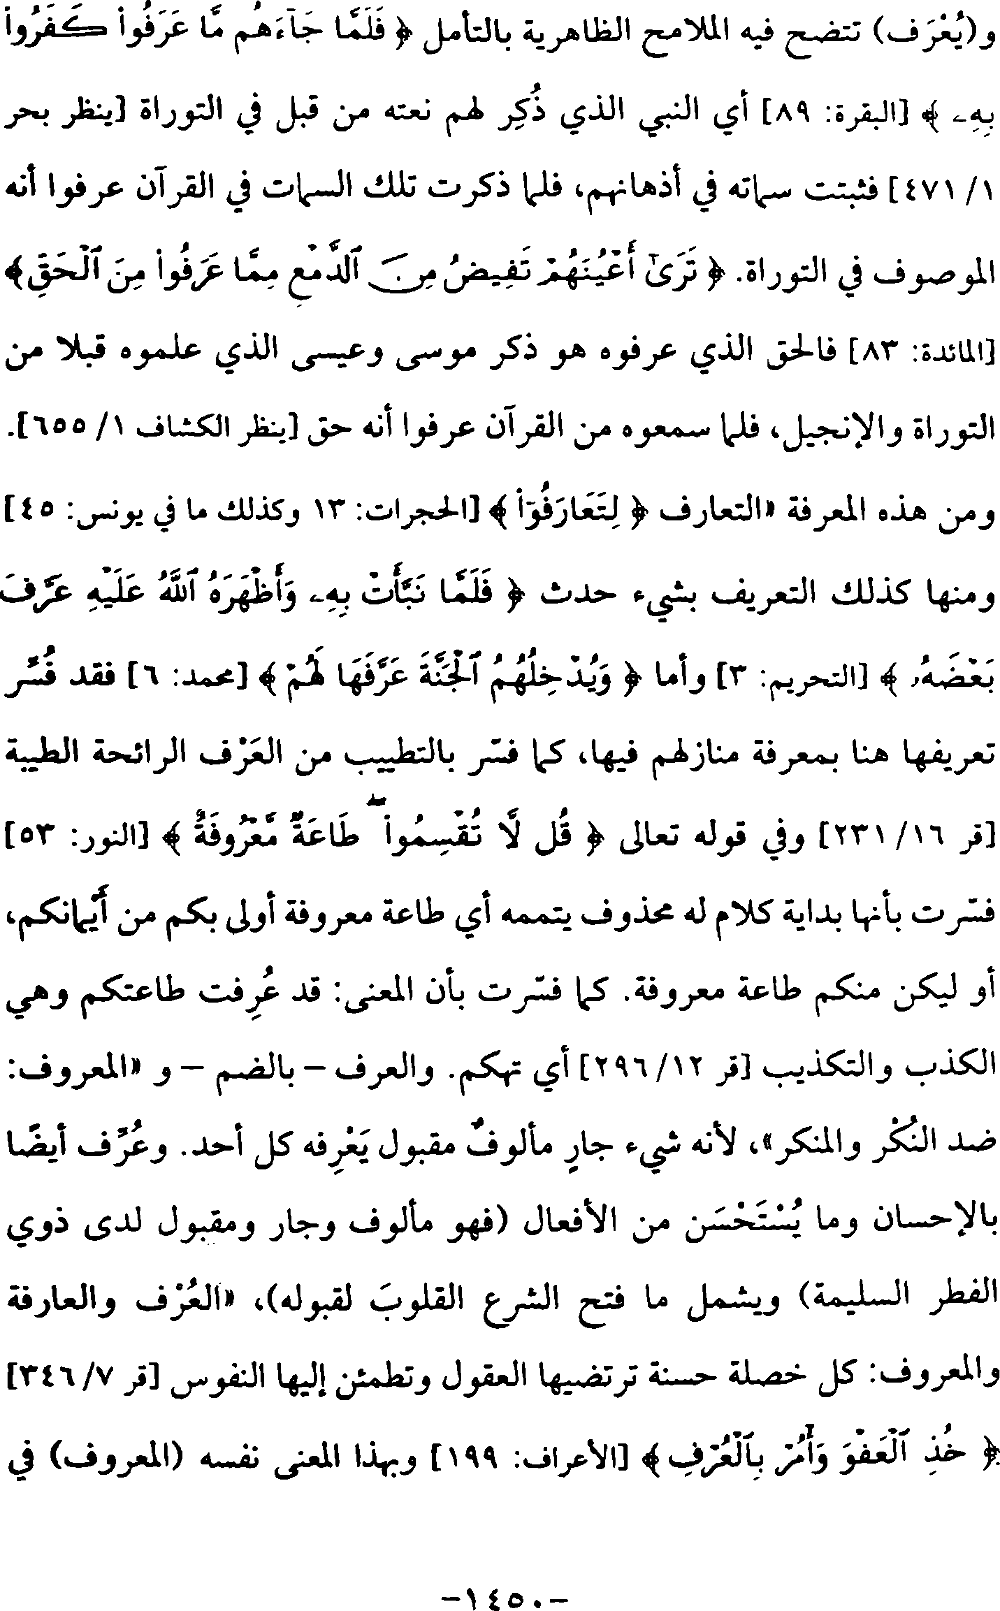 و(يُعْرَف) تتضح فيه الملامح الظاهرية بالتأمل ﴿ فَلَمَّا جَآءَهُم مَّا عَرَفُواْ كَفَرُواْ
بِهِۦ ﴾ [البقرة: ٨٩] أي النبي الذي ذُكِر لهم نعته من قبل في التوراة [ينظر بحر
١/ ٤٧١] فثبتت سماته في أذهانهم، فلما ذكرت تلك السمات في القرآن عرفوا أنه
الموصوف في التوراة. ﴿ تَرَىٰٓ أَعْيُنَهُمْ تَفِيضُ مِنَ ٱلدَّمْعِ مِمَّا عَرَفُواْ مِنَ ٱلْحَقِّ﴾
[المائدة: ٨٣] فالحق الذي عرفوه هو ذكر موسى وعيسى الذي علموه قبلا من
التوراة والإنجيل، فلما سمعوه من القرآن عرفوا أنه حق [ينظر الكشاف ١/ ٦٥٥].
ومن هذه المعرفة «التعارف ﴿ لِتَعَارَفُوٓاْ ﴾ [الحجرات: ١٣ وكذلك ما في يونس: ٤٥]
ومنها كذلك التعريف بشيء حدث ﴿ فَلَمَّا نَبَّأَتْ بِهِۦ وَأَظْهَرَهُ ٱللَّهُ عَلَيْهِ عَرَّفَ
بَعْضَهُۥ ﴾ [التحريم: ٣] وأما ﴿ وَيُدْخِلُهُمُ ٱلْجَنَّةَ عَرَّفَهَا لَهُمْ ﴾ [محمد: ٦] فقد فُسِّر
تعريفها هنا بمعرفة منازلهم فيها، كما فسّر بالتطييب من العَرْف الرائحة الطيبة
[قر ١٦/ ٢٣١] وفي قوله تعالى ﴿ قُل لَّا تُقْسِمُواْ ۖ طَاعَةٌ مَّعْرُوفَةٌ ﴾ [النور: ٥٣]
فسّرت بأنها بداية كلام له محذوف يتممه أي طاعة معروفة أولى بكم من أَيْمانكم،
أو ليكن منكم طاعة معروفة. كما فسّرت بأن المعنى: قد عُرِفت طاعتكم وهي
الكذب والتكذيب [قر ١٢/ ٢٩٦] أي تهكم. والعرف – بالضم – و «المعروف:
ضد النُكْر والمنكر»، لأنه شيء جارٍ مألوفٌ مقبول يَعْرِفه كل أحد. وعُرِّف أيضًا
بالإحسان وما يُسْتَحْسَن من الأفعال (فهو مألوف وجار ومقبول لدى ذوي
الفطر السليمة) ويشمل ما فتح الشرع القلوبَ لقبوله)، «العُرْف والعارفة
والمعروف: كل خصلة حسنة ترتضيها العقول وتطمئن إليها النفوس [قر ٧/ ٣٤٦]
﴿ خُذِ ٱلْعَفْوَ وَأْمُرْ بِٱلْعُرْفِ ﴾ [الأعراف: ١٩٩] وبهذا المعنى نفسه (المعروف) في
-١٤٥٠-